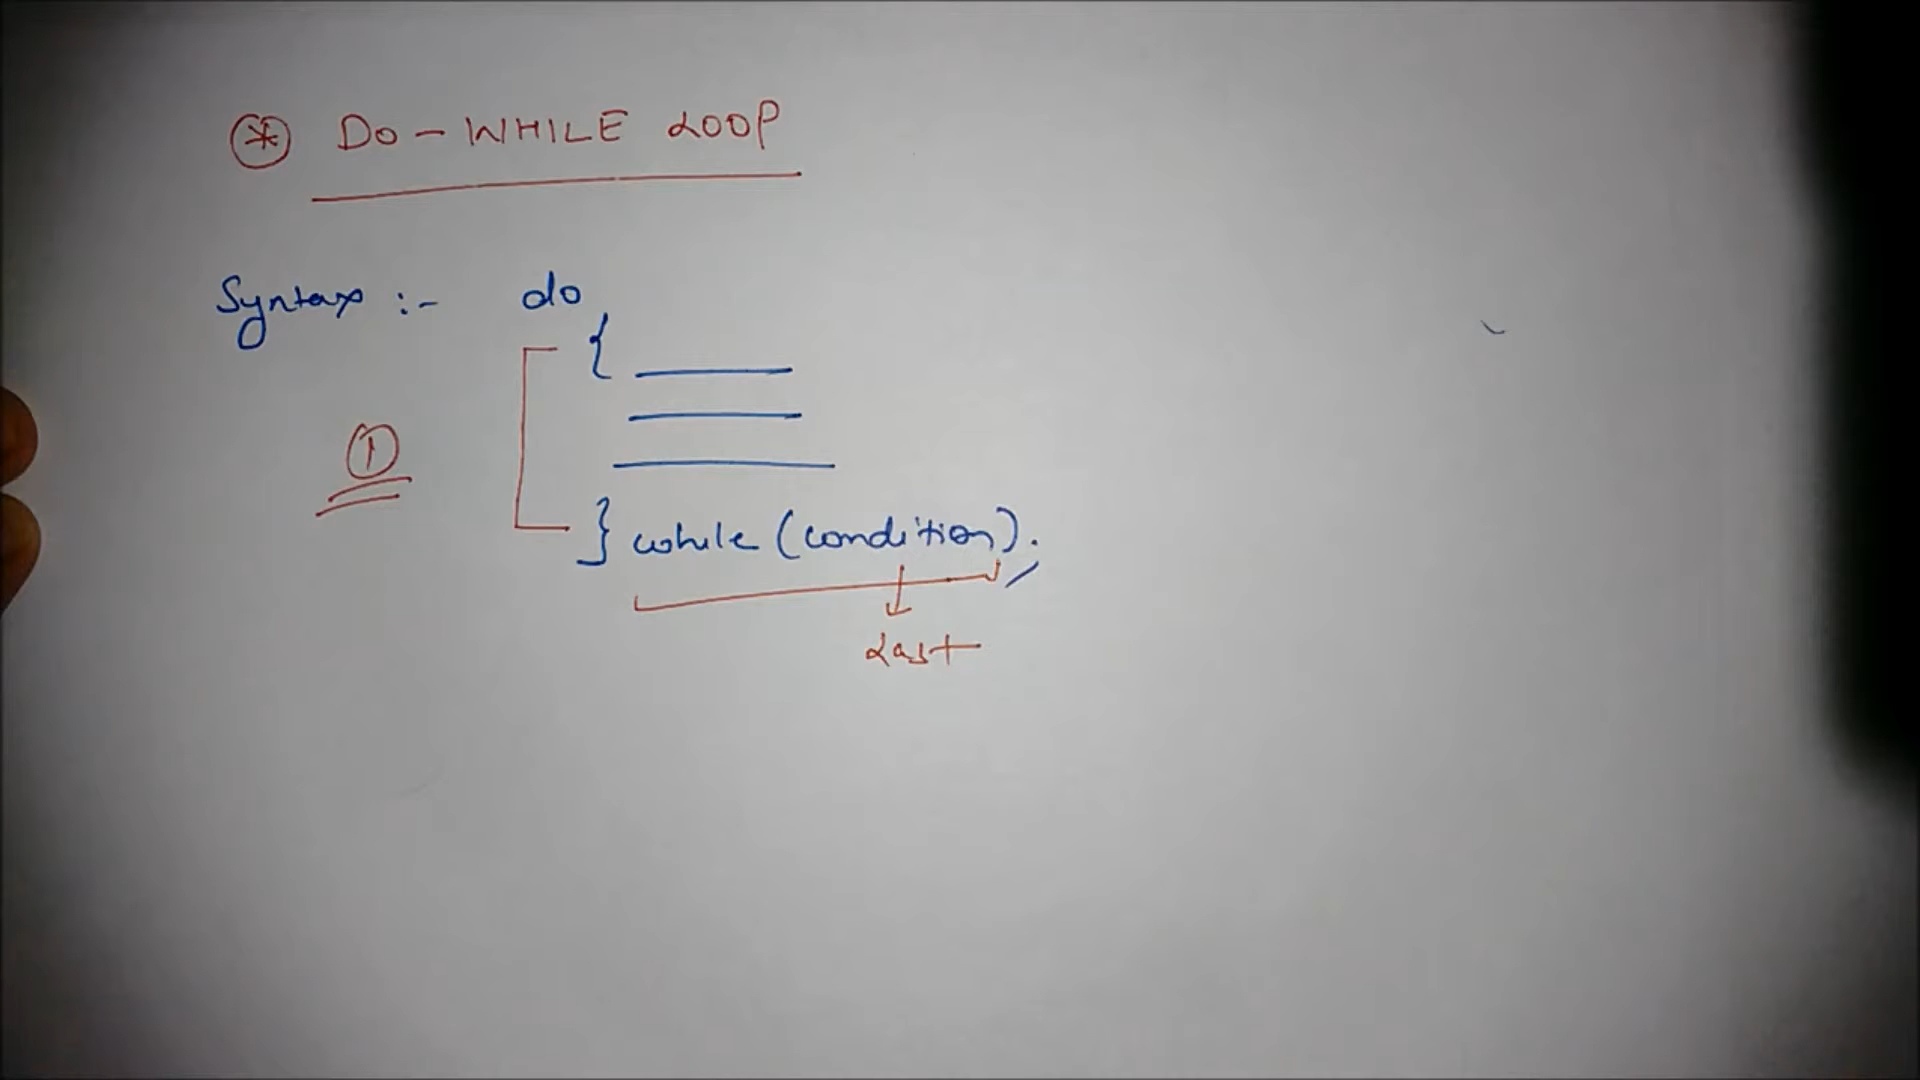 * DO - WHILE LOOP
Syntax :- do
{
1
} while (condition);
Last